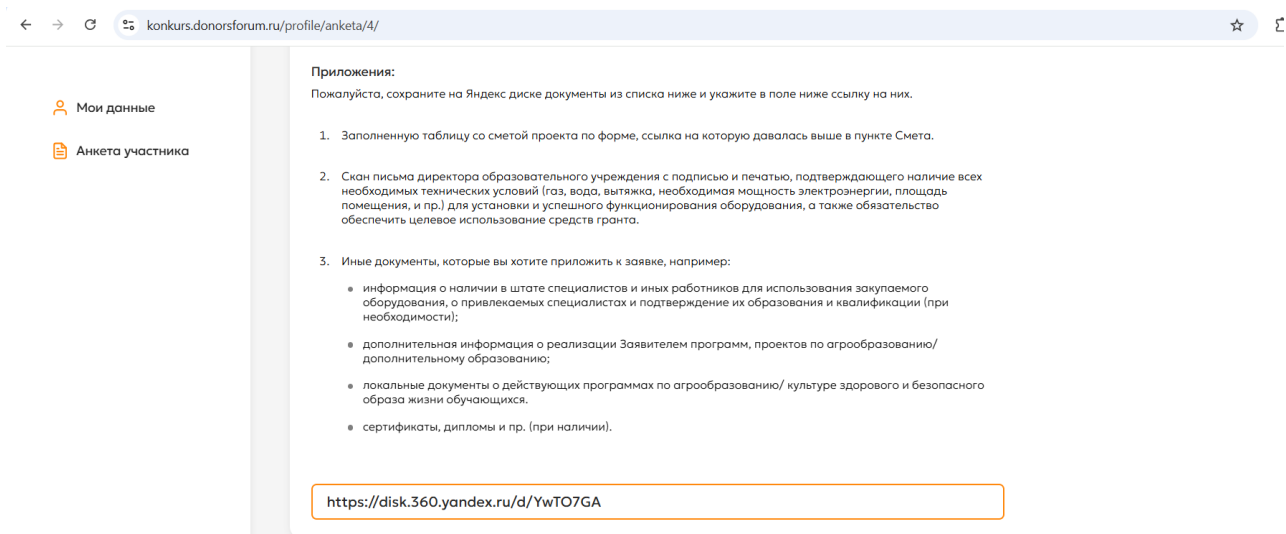 konkurs.donorsforum.ru/profile/anketa/4/
Мои данные
Анкета участника
Приложения:
Пожалуйста, сохраните на Яндекс диске документы из списка ниже и укажите в поле ниже ссылку на них.
1. Заполненную таблицу со сметой проекта по форме, ссылка на которую давалась выше в пункте Смета.
2. Скан письма директора образовательного учреждения с подписью и печатью, подтверждающего наличие всех
необходимых технических условий (газ, вода, вытяжка, необходимая мощность электроэнергии, площадь
помещения, и пр.) для установки и успешного функционирования оборудования, а также обязательство
обеспечить целевое использование средств гранта.
3. Иные документы, которые вы хотите приложить к заявке, например:
информация о наличии в штате специалистов и иных работников для использования закупаемого
оборудования, о привлекаемых специалистах и подтверждение их образования и квалификации (при
необходимости);
дополнительная информация о реализации Заявителем программ, проектов по агрообразованию/
дополнительному образованию;
локальные документы о действующих программах по агрообразованию/ культуре здорового и безопасного
образа жизни обучающихся.
сертификаты, дипломы и пр. (при наличии).
https://disk.360.yandex.ru/d/YwTO7GA